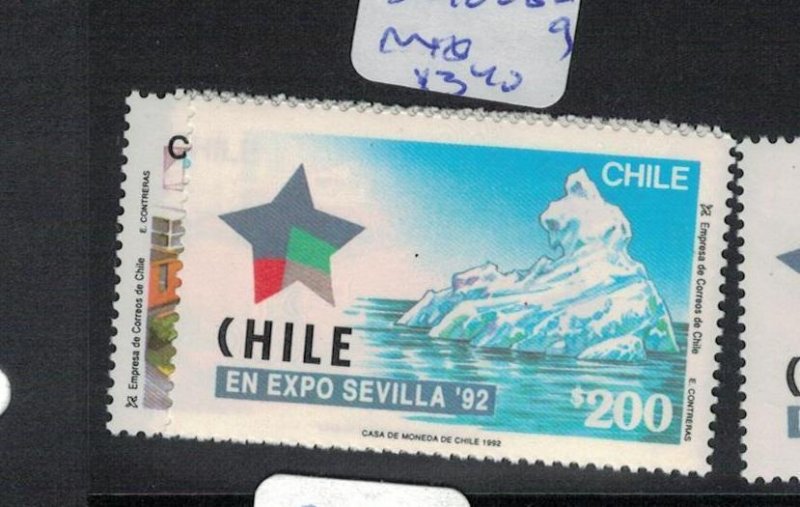 MNH
C
E. CONTRERAS
Empresa de Correos de Chile
CHILE
Empresa de Correos de Chile
CHILE
EN EXPO SEVILLA '92
$200
E. CONTRERAS
CASA DE MONEDA DE CHILE 1992